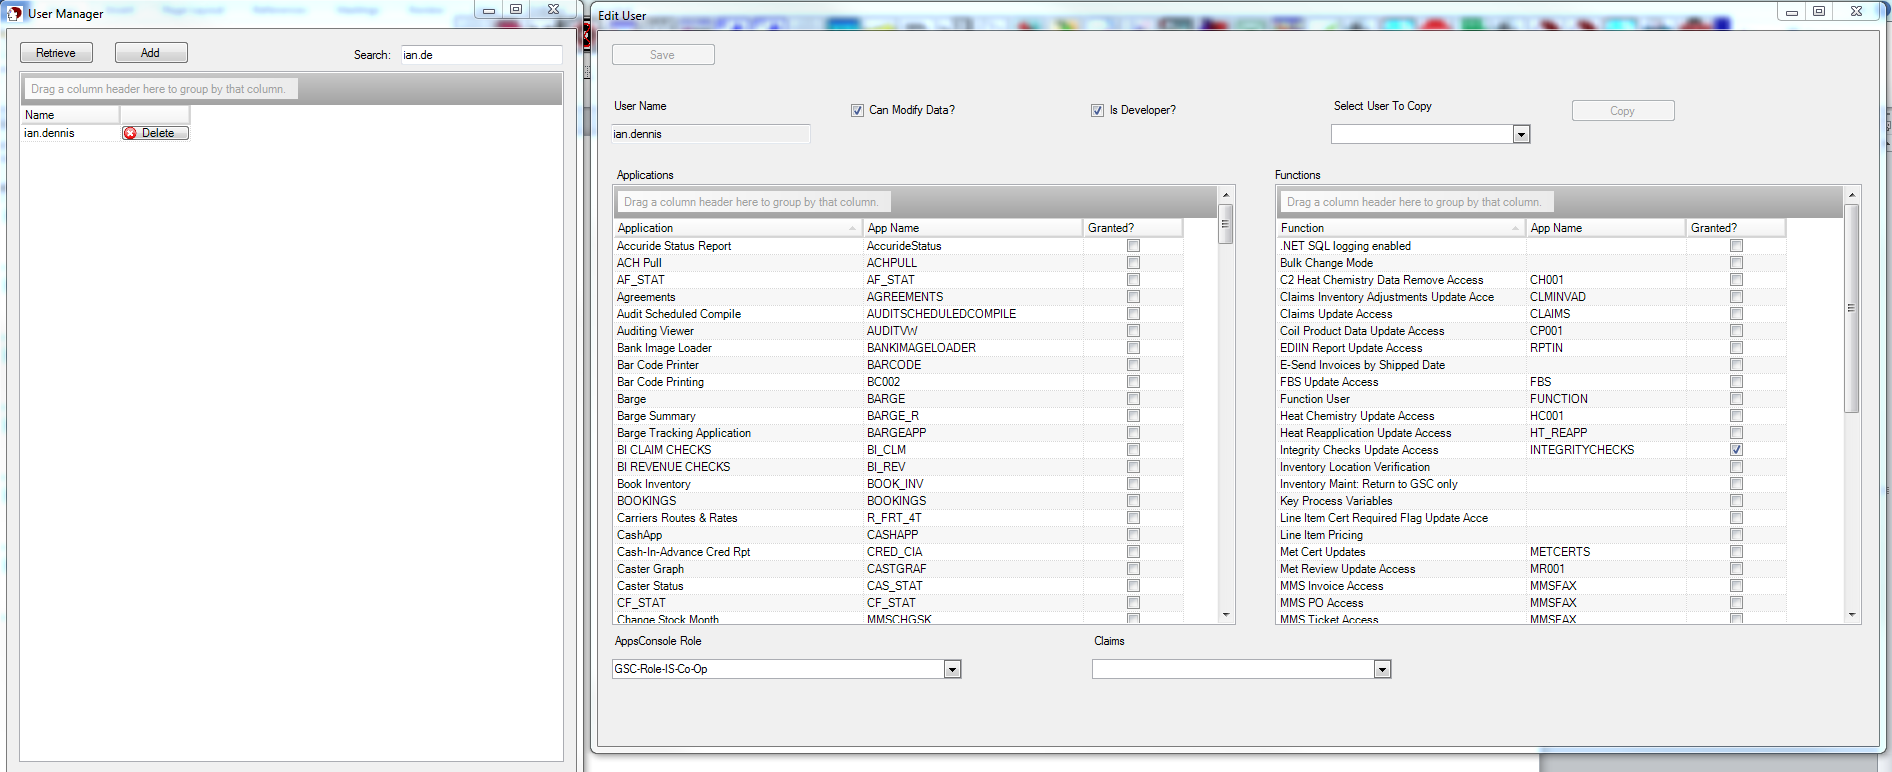 User Manager
Retrieve
Add
Search:
ian.de
Drag a column header here to group by that column.
Name
ian.dennis
Delete
Edit User
Save
User Name
Can Modify Data?
Is Developer?
Select User To Copy
Copy
ian.dennis
Applications
Drag a column header here to group by that column.
Application App Name Granted?
Accuride Status Report AccurideStatus
ACH Pull ACHPULL
AF_STAT AF_STAT
Agreements AGREEMENTS
Audit Scheduled Compile AUDITSCHEDULEDCOMPILE
Auditing Viewer AUDITVW
Bank Image Loader BANKIMAGELOADER
Bar Code Printer BARCODE
Bar Code Printing BC002
Barge BARGE
Barge Summary BARGE_R
Barge Tracking Application BARGEAPP
BI CLAIM CHECKS BI_CLM
BI REVENUE CHECKS BI_REV
Book Inventory BOOK_INV
BOOKINGS BOOKINGS
Carriers Routes & Rates R_FRT_4T
CashApp CASHAPP
Cash-In-Advance Cred Rpt CRED_CIA
Caster Graph CASTGRAF
Caster Status CAS_STAT
CF_STAT CF_STAT
Change Stock Month MMSCHGSK
Functions
Drag a column header here to group by that column.
Function App Name Granted?
.NET SQL logging enabled
Bulk Change Mode
C2 Heat Chemistry Data Remove Access CH001
Claims Inventory Adjustments Update Acce CLMINVAD
Claims Update Access CLAIMS
Coil Product Data Update Access CP001
EDIIN Report Update Access RPTIN
E-Send Invoices by Shipped Date
FBS Update Access FBS
Function User FUNCTION
Heat Chemistry Update Access HC001
Heat Reapplication Update Access HT_REAPP
Integrity Checks Update Access INTEGRITYCHECKS
Inventory Location Verification
Inventory Maint: Return to GSC only
Key Process Variables
Line Item Cert Required Flag Update Acce
Line Item Pricing
Met Cert Updates METCERTS
Met Review Update Access MR001
MMS Invoice Access MMSFAX
MMS PO Access MMSFAX
MMS Ticket Access MMSFAX
AppsConsole Role
GSC-Role-IS-Co-Op
Claims